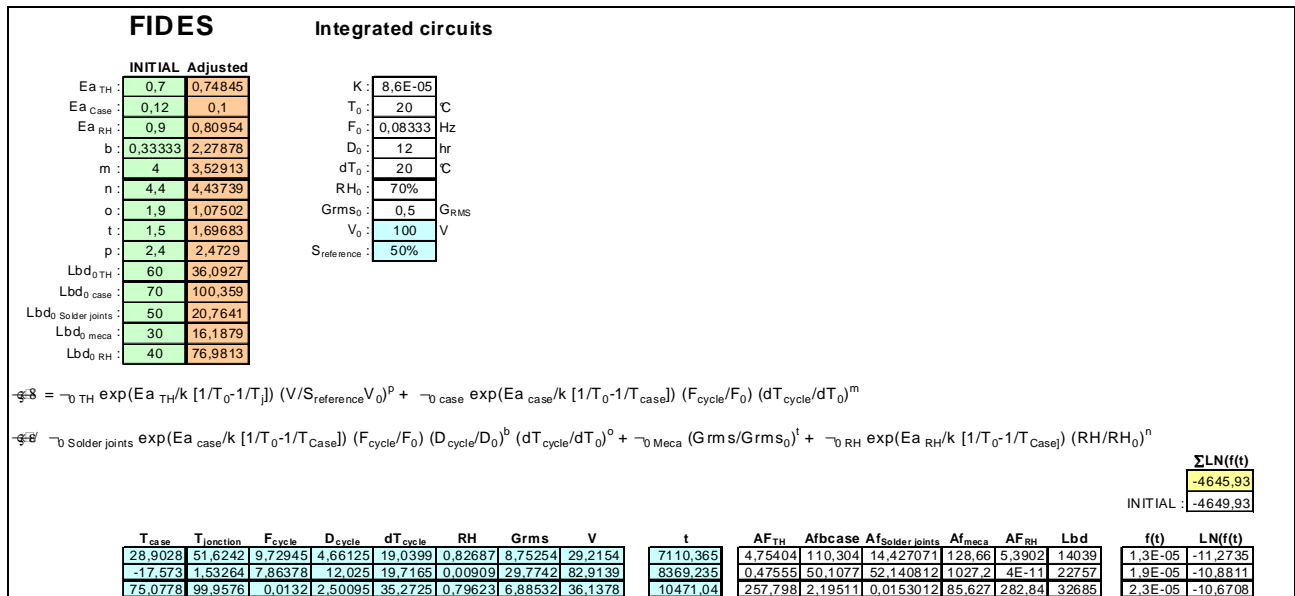 FIDES Integrated circuits
INITIAL Adjusted
Ea TH : 0,7 0,74845 K : 8,6E-05
Ea Case : 0,12 0,1 T0 : 20 °C
Ea RH : 0,9 0,80954 F0 : 0,08333 Hz
b : 0,33333 2,27878 D0 : 12 hr
m : 4 3,52913 dT0 : 20 °C
n : 4,4 4,43739 RH0 : 70%
o : 1,9 1,07502 Grms0 : 0,5 GRMS
t : 1,5 1,69683 V0 : 100 V
p : 2,4 2,4729 Sreference : 50%
Lbd0 TH : 60 36,0927
Lbd0 case : 70 100,359
Lbd0 Solder joints : 50 20,7641
Lbd0 meca : 30 16,1879
Lbd0 RH : 40 76,9813
= ¬0 TH exp(Ea TH/k [1/T0-1/Tj]) (V/SreferenceV0)p + ¬0 case exp(Ea case/k [1/T0-1/Tcase]) (Fcycle/F0) (dTcycle/dT0)m
¬0 Solder joints exp(Ea case/k [1/T0-1/TCase]) (Fcycle/F0) (Dcycle/D0)b (dTcycle/dT0)o + ¬0 Meca (Grms/Grms0)t + ¬0 RH exp(Ea RH/k [1/T0-1/TCase]) (RH/RH0)n
ΣLN(f(t)
-4645,93
INITIAL : -4649,93
Tcase Tjonction Fcycle Dcycle dTcycle RH Grms V t AFTH Afbcase Afsolder joints Afmeca AFRH Lbd f(t) LN(f(t)
28,9028 51,6242 9,72945 4,66125 19,0399 0,82687 8,75254 29,2154 7110,365 4,75404 110,304 14,427071 128,66 5,3902 14039 1,3E-05 -11,2735
-17,573 1,53264 7,86378 12,025 19,7165 0,00909 29,7742 82,9139 8369,235 0,47555 50,1077 52,140812 1027,2 4E-11 22757 1,9E-05 -10,8811
75,0778 99,9576 0,0132 2,50095 35,2725 0,79623 6,88532 36,1378 10471,04 257,798 2,19511 0,0153012 85,627 282,84 32685 2,3E-05 -10,6708